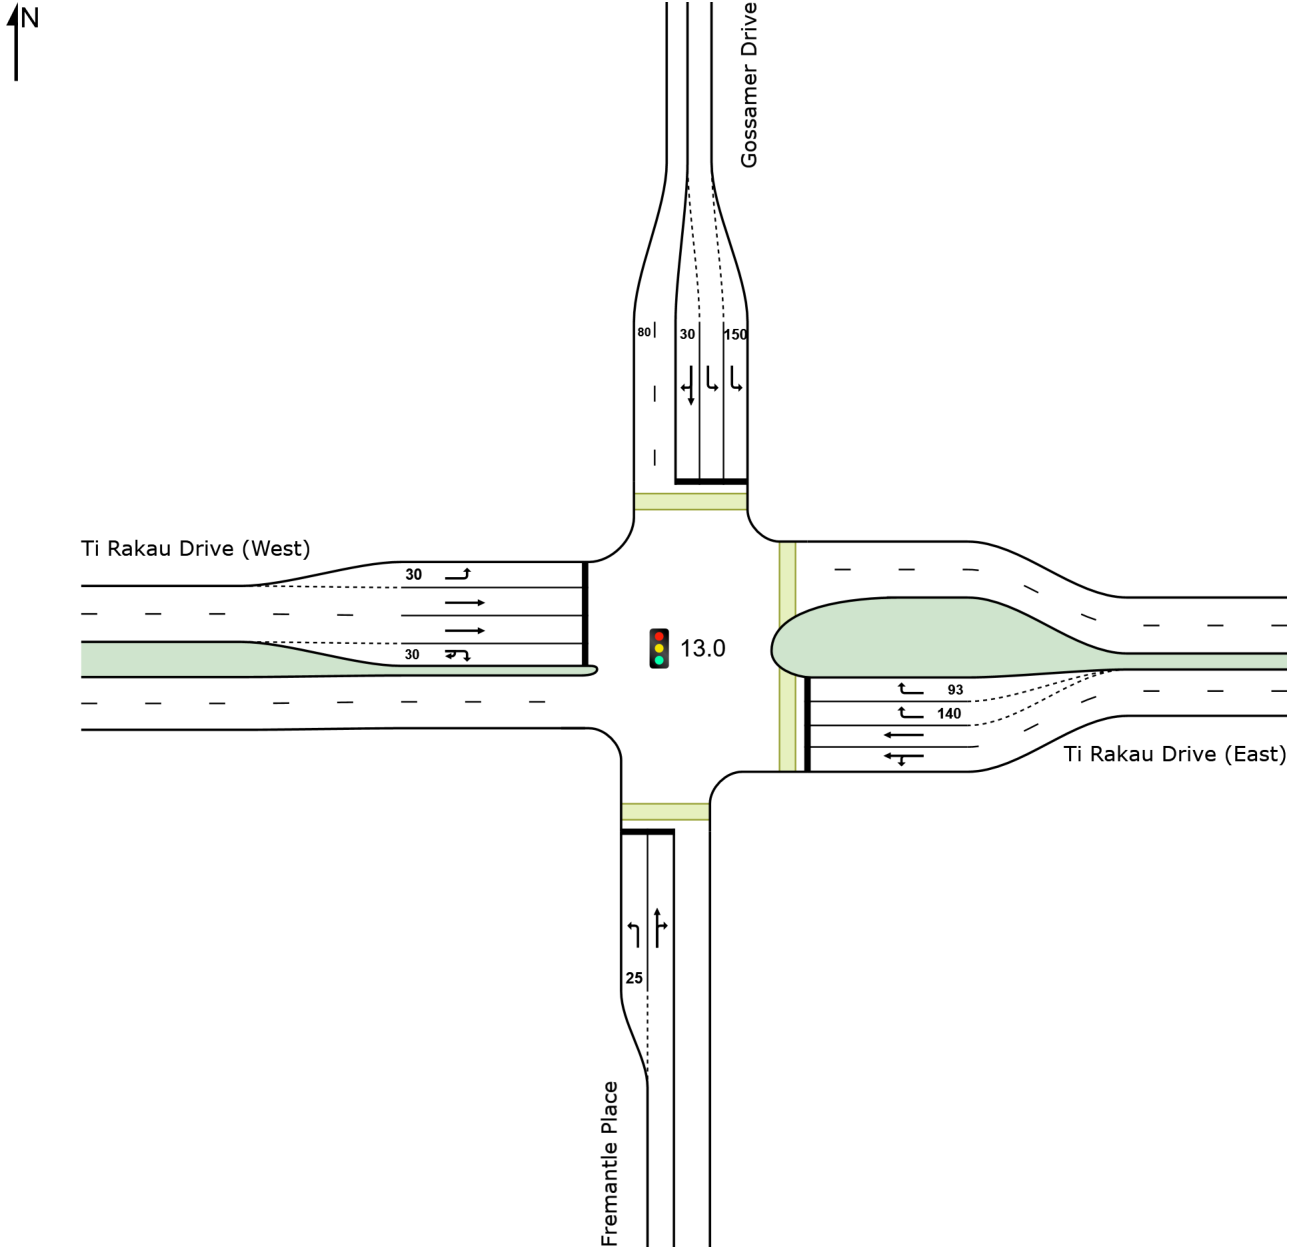 N
Gossamer Drive
80
30
150
Ti Rakau Drive (West)
30
30
13.0
93
140
Ti Rakau Drive (East)
25
Fremantle Place